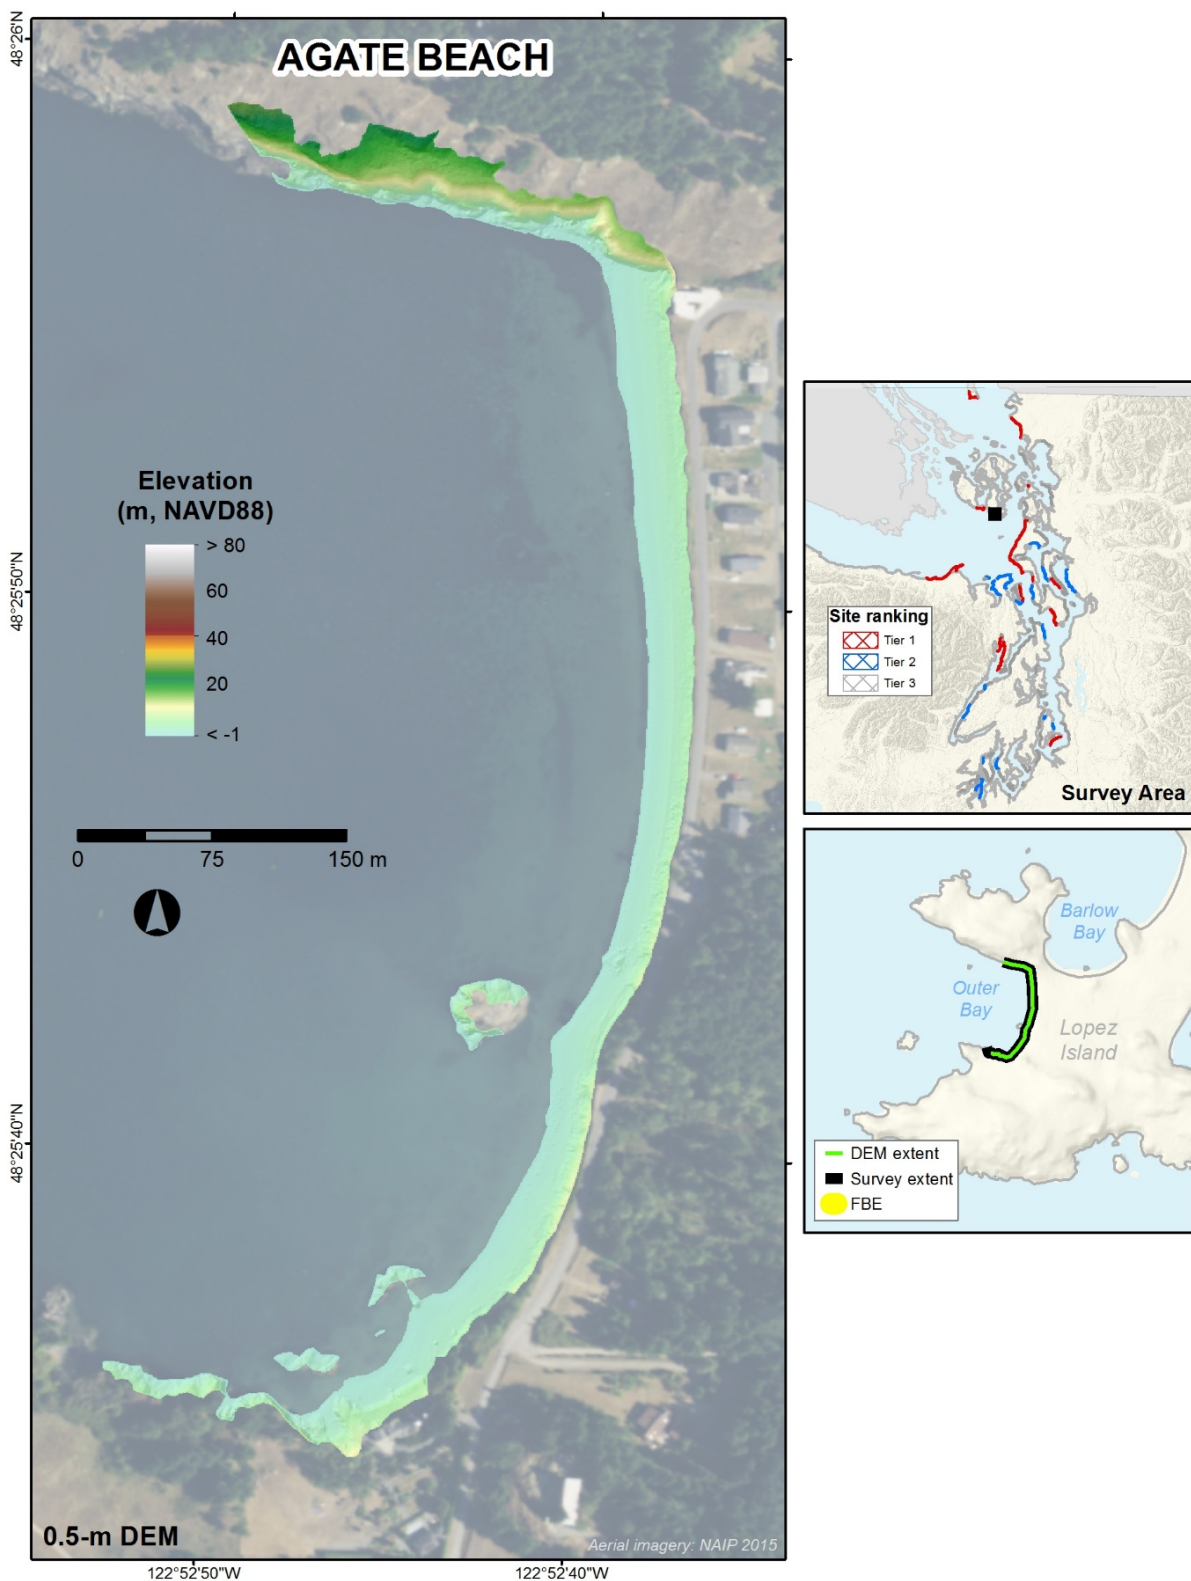 AGATE BEACH
48°26'N
48°25'50"N
48°25'40"N
Elevation
(m, NAVD88)
> 80
60
40
20
< -1
0 75 150 m
0.5-m DEM
Aerial imagery: NAIP 2015
122°52'50"W 122°52'40"W
Site ranking
Tier 1
Tier 2
Tier 3
Survey Area
Barlow
Bay
Outer
Bay
Lopez
Island
DEM extent
Survey extent
FBE